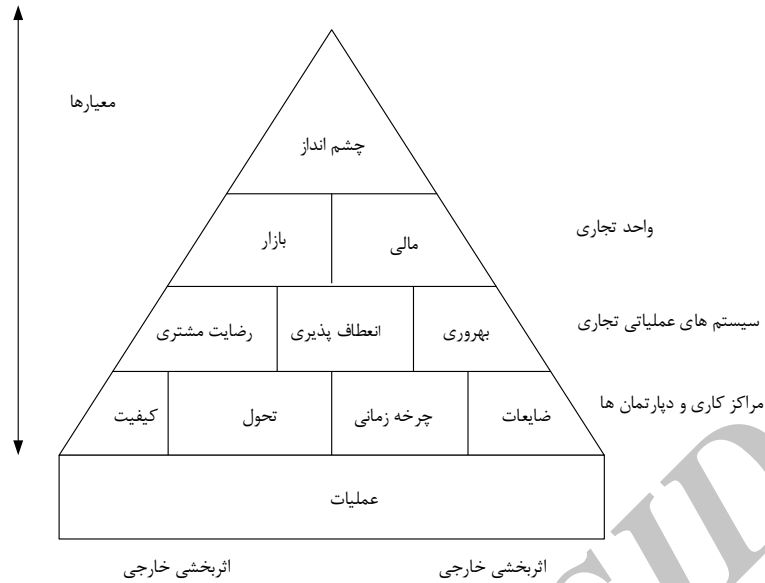 معیارها
چشم انداز
واحد تجاری
مالی
بازار
سیستم های عملیاتی تجاری
بهروری
انعطاف پذیری
رضایت مشتری
مراکز کاری و دپارتمان ها
ضایعات
چرخه زمانی
تحول
کیفیت
عملیات
اثربخشی خارجی
اثربخشی خارجی
SID